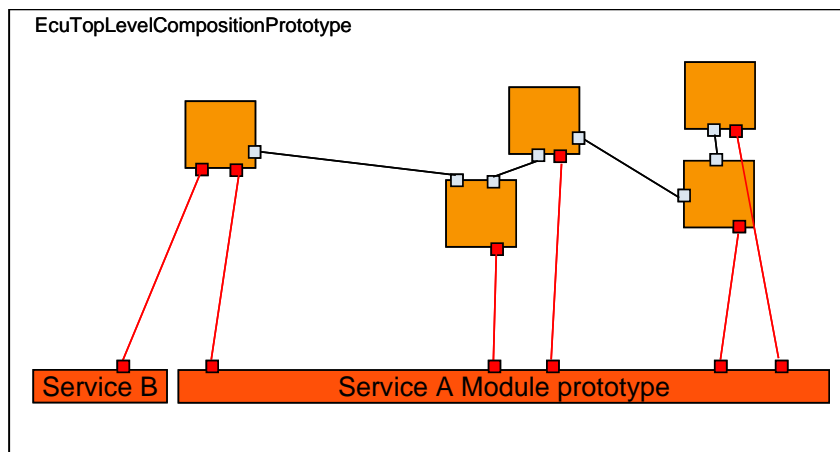 EcuTopLevelCompositionPrototype
Service B
Service A Module prototype